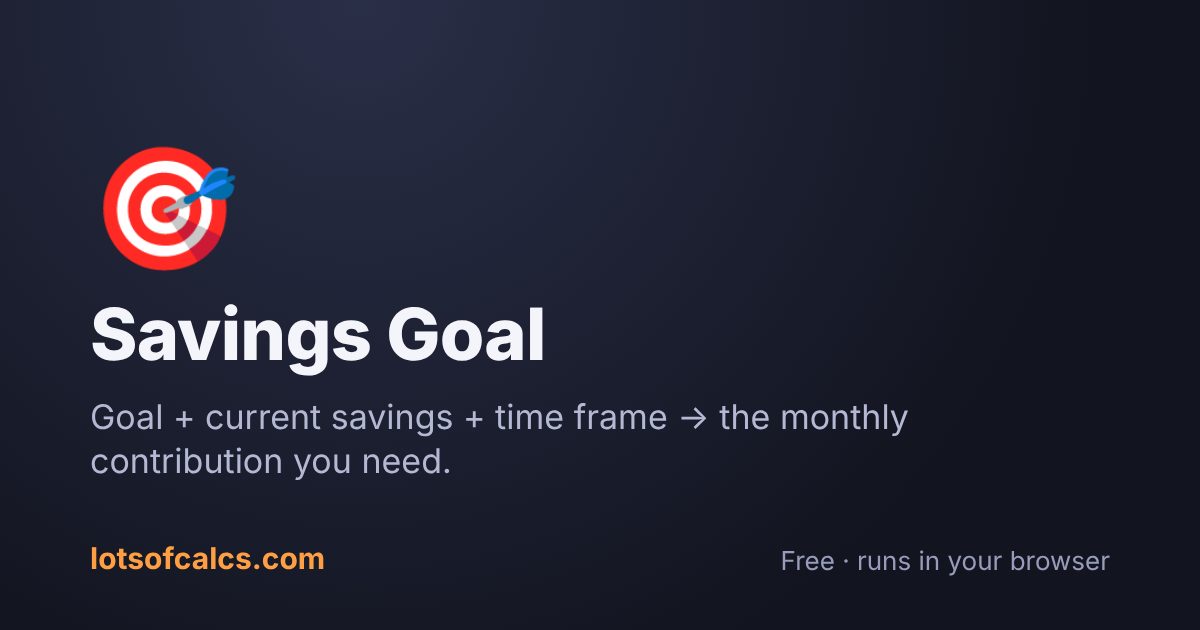 Savings Goal
Goal + current savings + time frame → the monthly
contribution you need.
lotsofcalcs.com
Free · runs in your browser